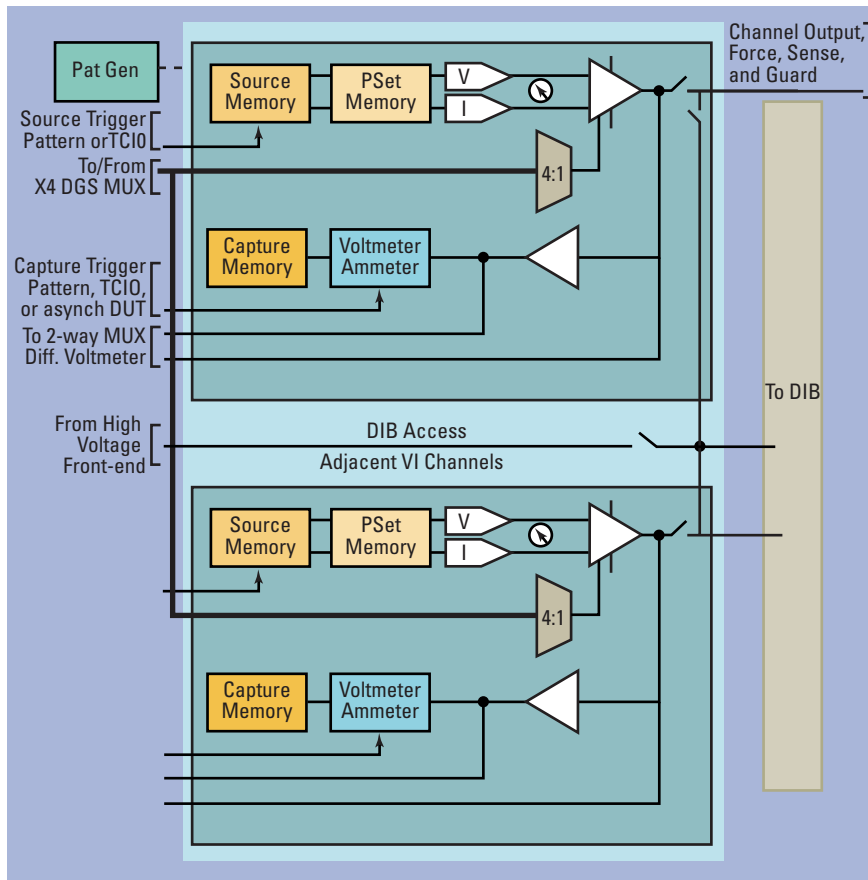 Pat Gen
Source Trigger
Pattern orTCI0
To/From
X4 DGS MUX
Capture Trigger
Pattern, TCIO,
or asynch DUT
To 2-way MUX
Diff. Voltmeter
From High
Voltage
Front-end
Source
Memory
PSet
Memory
V
I
4:1
Capture
Memory
Voltmeter
Ammeter
Channel Output,
Force, Sense,
and Guard
To DIB
DIB Access
Adjacent VI Channels
Source
Memory
PSet
Memory
V
I
4:1
Capture
Memory
Voltmeter
Ammeter